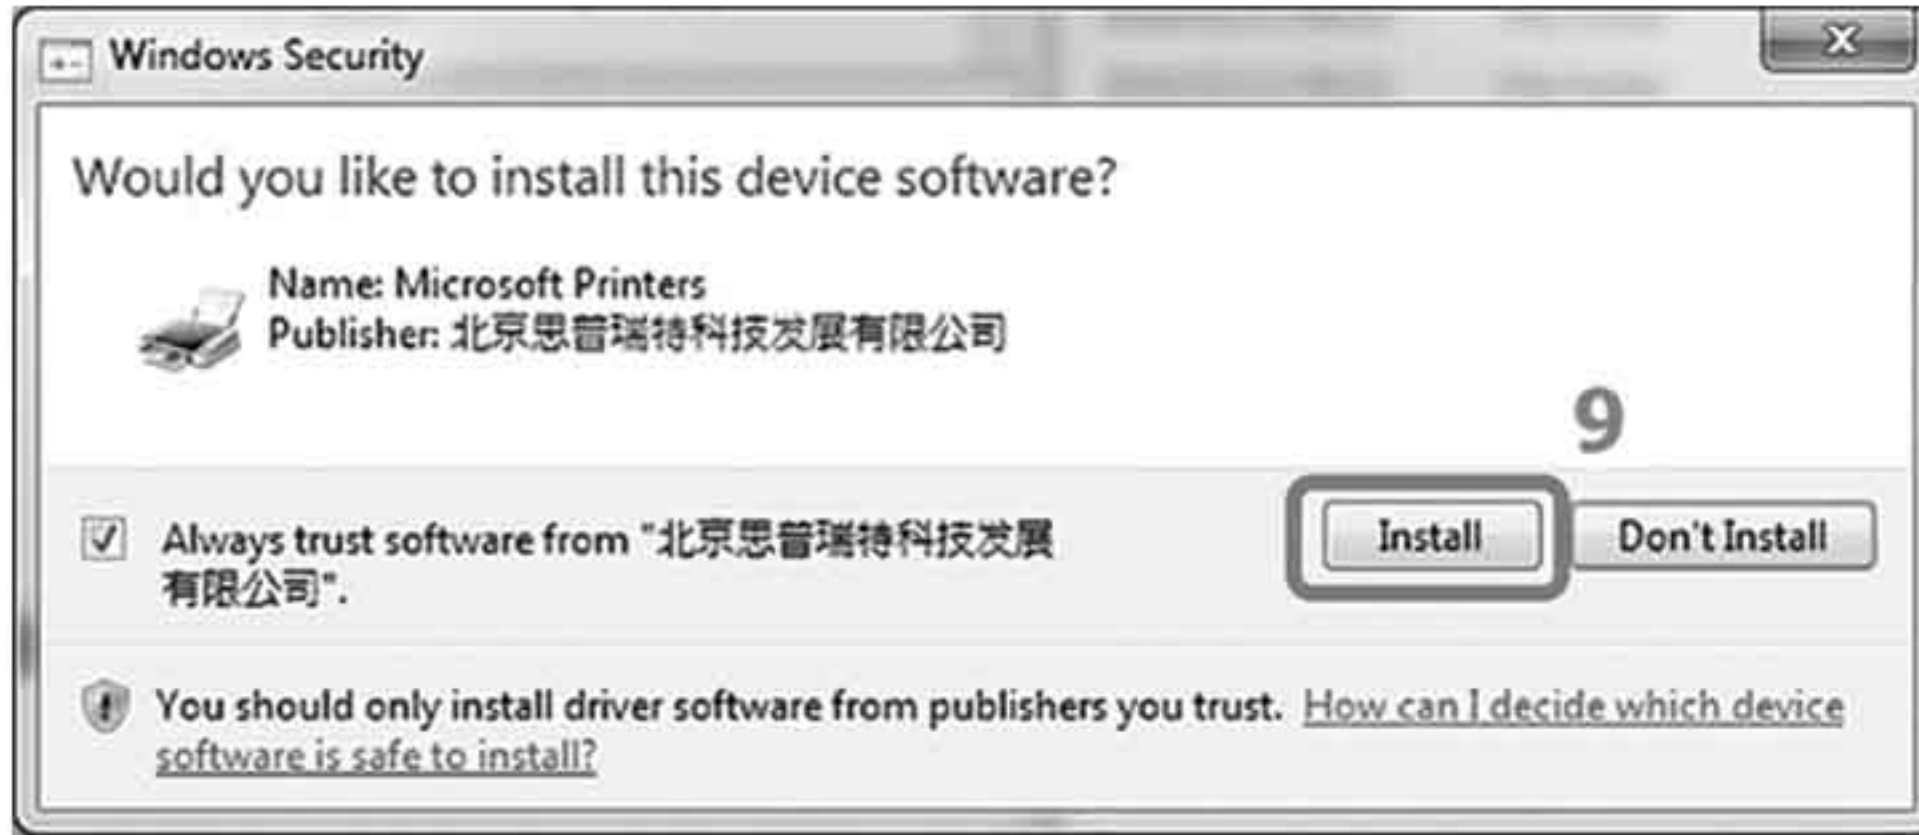 Windows Security
Would you like to install this device software?
Name: Microsoft Printers
Publisher: 北京思普瑞特科技发展有限公司
9
Always trust software from "北京思普瑞特科技发展
有限公司".
Install
Don't Install
You should only install driver software from publishers you trust. How can I decide which device
software is safe to install?